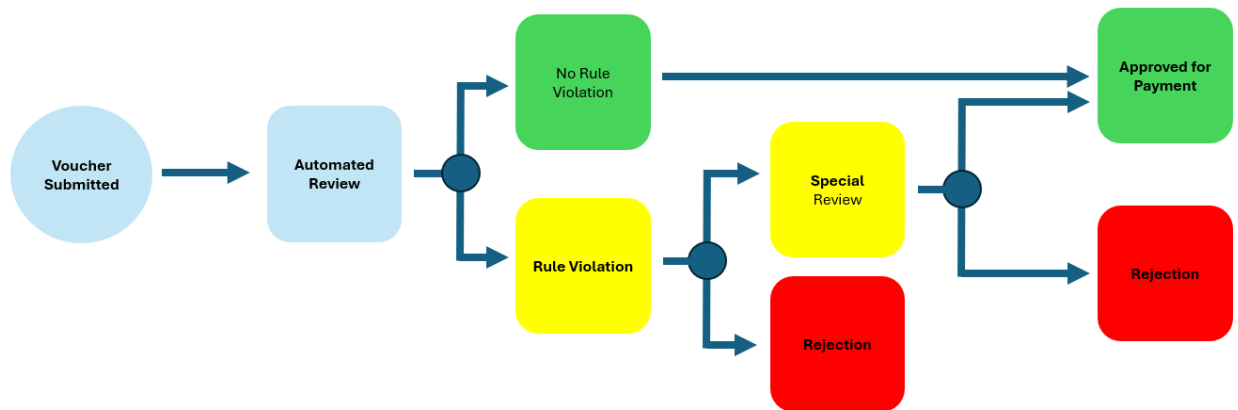 Voucher
Submitted
Automated
Review
No Rule
Violation
Rule Violation
Special
Review
Rejection
Approved for
Payment
Rejection